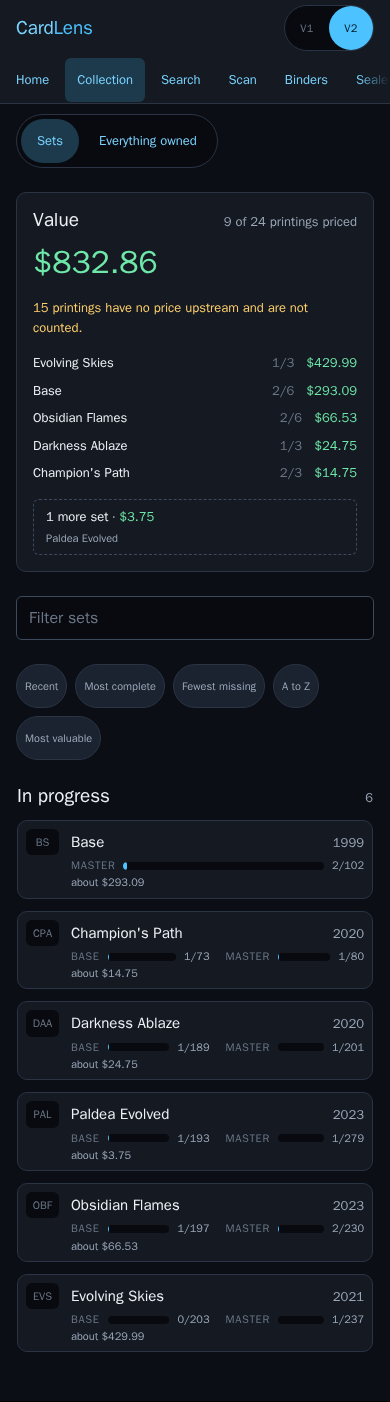 CardLens
V1 V2
Home Collection Search Scan Binders Seale
Sets Everything owned
Value 9 of 24 printings priced
$832.86
15 printings have no price upstream and are not
counted.
Evolving Skies 1/3 $429.99
Base 2/6 $293.09
Obsidian Flames 2/6 $66.53
Darkness Ablaze 1/3 $24.75
Champion's Path 2/3 $14.75
1 more set · $3.75
Paldea Evolved
Filter sets
Recent Most complete Fewest missing A to Z
Most valuable
In progress 6
BS Base 1999
MASTER 2/102
about $293.09
CPA Champion's Path 2020
BASE 1/73 MASTER 1/80
about $14.75
DAA Darkness Ablaze 2020
BASE 1/189 MASTER 1/201
about $24.75
PAL Paldea Evolved 2023
BASE 1/193 MASTER 1/279
about $3.75
OBF Obsidian Flames 2023
BASE 1/197 MASTER 2/230
about $66.53
EVS Evolving Skies 2021
BASE 0/203 MASTER 1/237
about $429.99